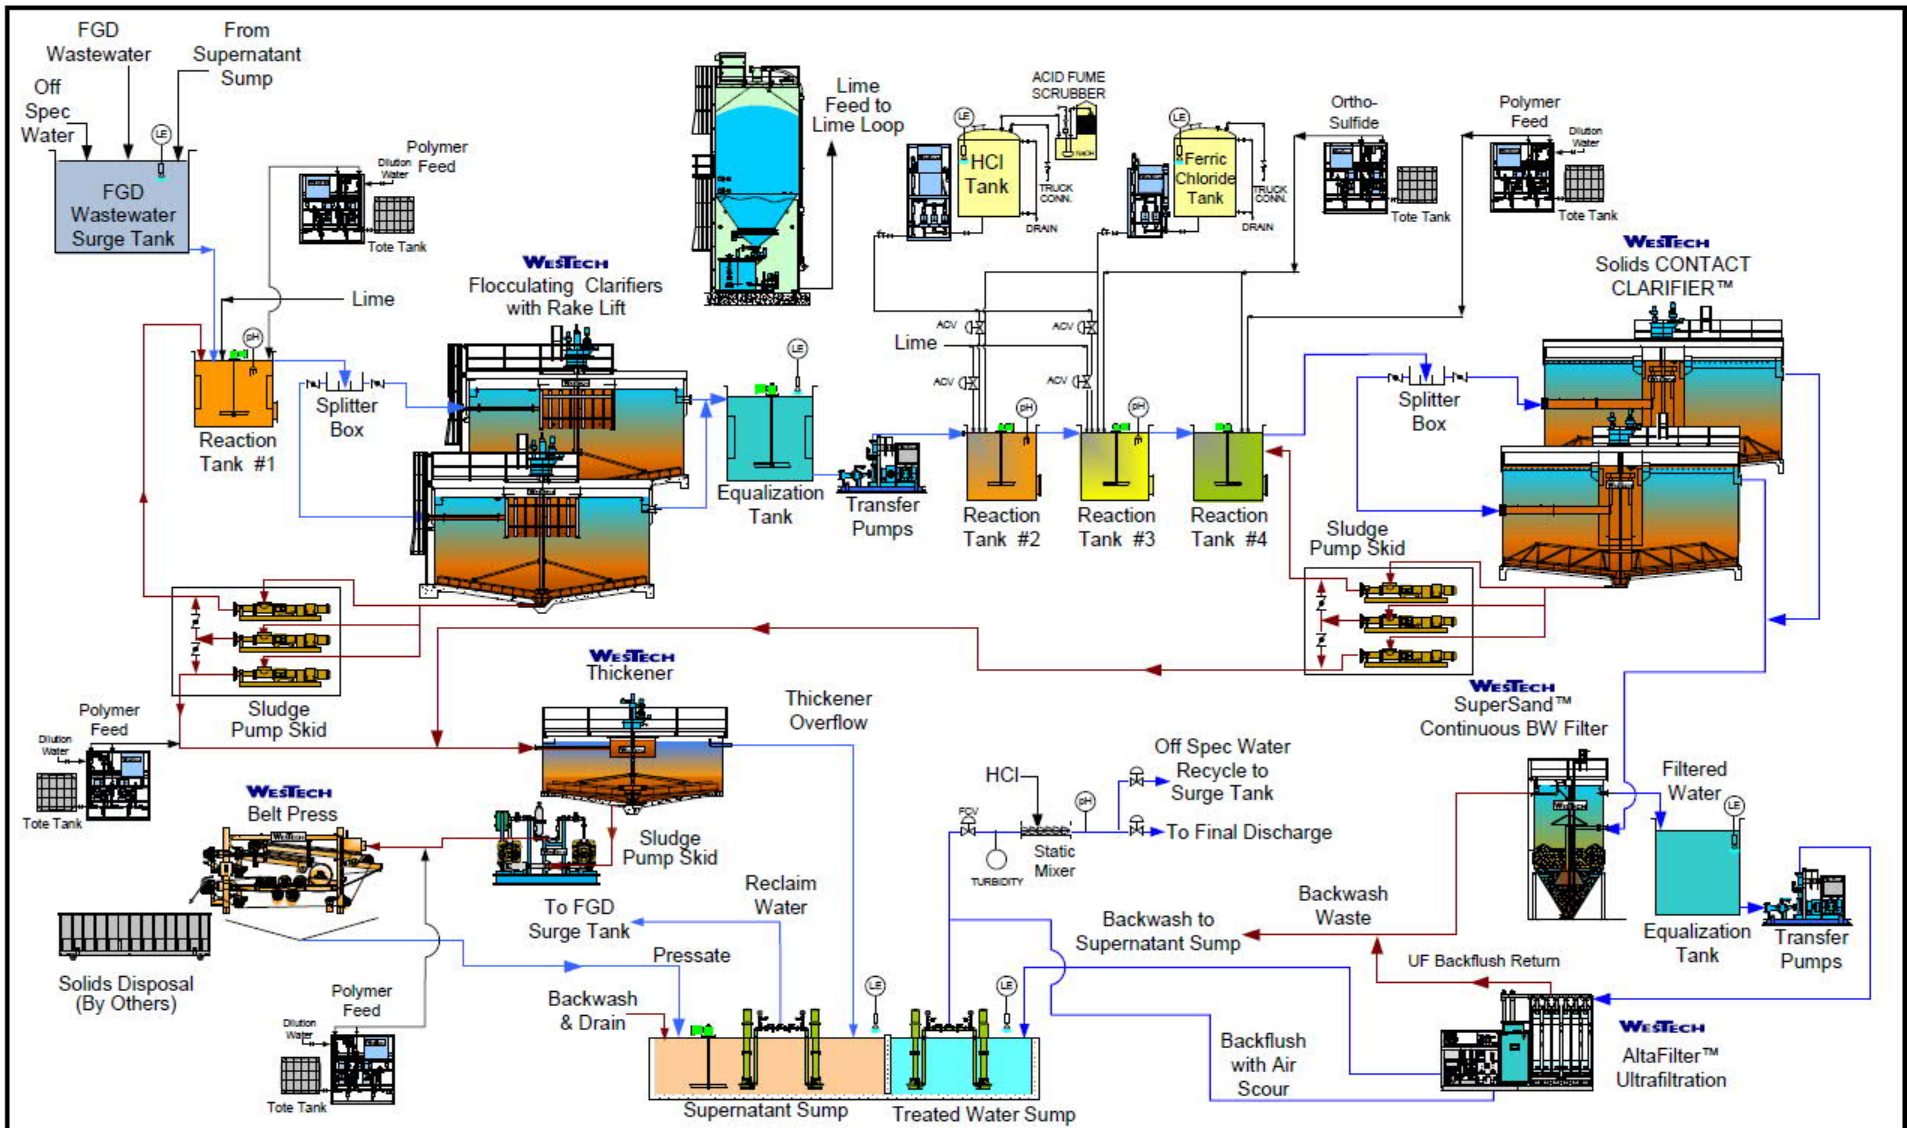 FGD
Wastewater
From
Supernatant
Sump
Off
Spec
Water
LE
FGD
Wastewater
Surge Tank
Polymer
Feed
Dilution
Water
Tote Tank
Lime
pH
Reaction
Tank #1
Splitter
Box
WESTECH
Flocculating Clarifiers
with Rake Lift
LE
Equalization
Tank
Transfer
Pumps
Lime
Feed to
Lime Loop
LE
HCl
Tank
ACID FUME
SCRUBBER
NaOH
TRUCK
CONN.
DRAIN
LE
Ferric
Chloride
Tank
TRUCK
CONN.
DRAIN
Ortho-
Sulfide
Tote Tank
Polymer
Feed
Dilution
Water
Tote Tank
ACV
ACV
Lime
ACV
ACV
pH
pH
Reaction
Tank #2
Reaction
Tank #3
Reaction
Tank #4
WESTECH
Solids CONTACT
CLARIFIER™
Splitter
Box
Sludge
Pump Skid
Sludge
Pump Skid
Polymer
Feed
Dilution
Water
Tote Tank
WESTECH
Thickener
Thickener
Overflow
Sludge
Pump Skid
WESTECH
Belt Press
WESTECH
Solids Disposal
(By Others)
Polymer
Feed
Dilution
Water
Tote Tank
To FGD
Surge Tank
Reclaim
Water
Pressate
Backwash
& Drain
LE
LE
Supernatant Sump
Treated Water Sump
HCl
FCV
pH
TURBIDITY
Static
Mixer
Off Spec Water
Recycle to
Surge Tank
To Final Discharge
WESTECH
SuperSand™
Continuous BW Filter
WESTECH
Filtered
Water
LE
Equalization
Tank
Transfer
Pumps
Backwash
Waste
Backwash to
Supernatant Sump
UF Backflush Return
Backflush
with Air
Scour
WESTECH
AltaFilter™
Ultrafiltration